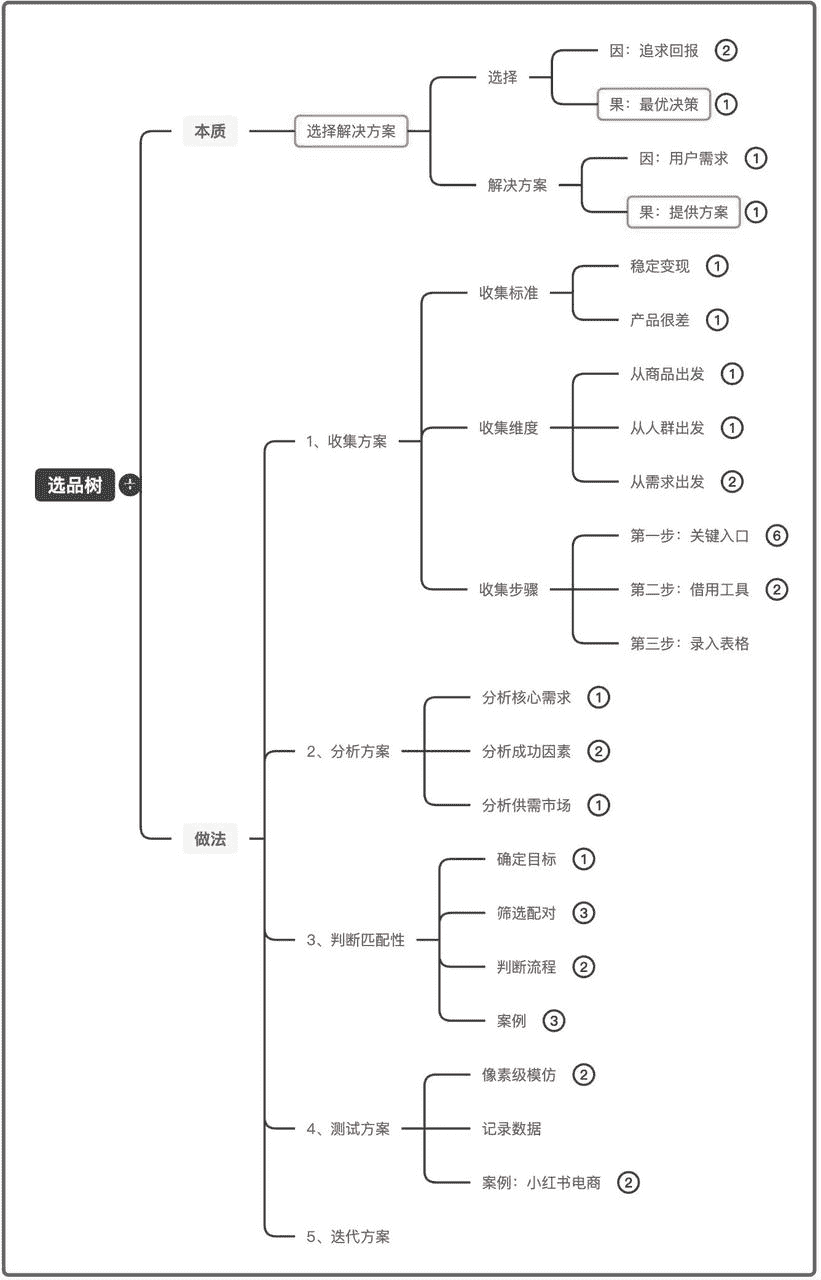 选品树
本质
选择解决方案
选择
因：追求回报 2
果：最优决策 1
解决方案
因：用户需求 1
果：提供方案 1
做法
1、收集方案
收集标准
稳定变现 1
产品很差 1
收集维度
从商品出发 1
从人群出发 1
从需求出发 2
收集步骤
第一步：关键入口 6
第二步：借用工具 2
第三步：录入表格
2、分析方案
分析核心需求 1
分析成功因素 2
分析供需市场 1
3、判断匹配性
确定目标 1
筛选配对 3
判断流程 2
案例 3
4、测试方案
像素级模仿 2
记录数据
案例：小红书电商 2
5、迭代方案